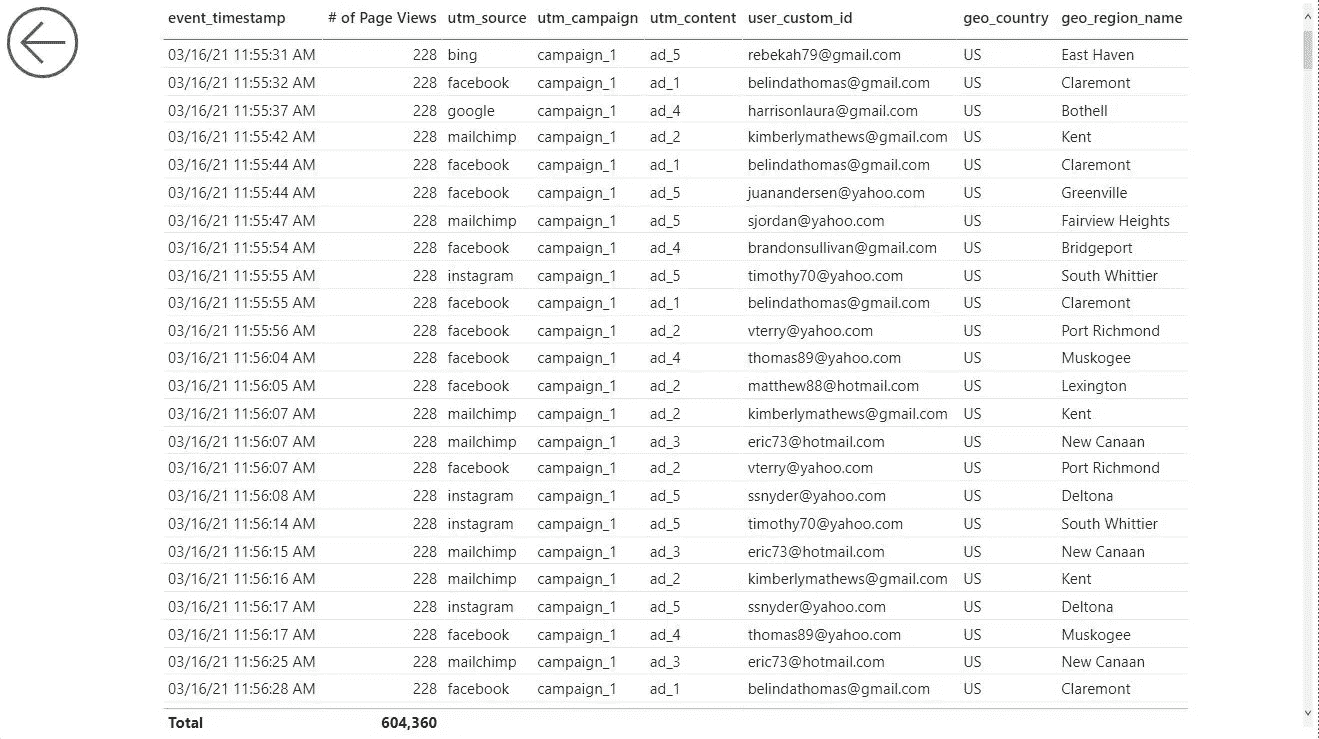 event_timestamp # of Page Views utm_source utm_campaign utm_content user_custom_id geo_country geo_region_name
03/16/21 11:55:31 AM 228 bing campaign_1 ad_5 rebekah79@gmail.com US East Haven
03/16/21 11:55:32 AM 228 facebook campaign_1 ad_1 belindathomas@gmail.com US Claremont
03/16/21 11:55:37 AM 228 google campaign_1 ad_4 harrisonlaura@gmail.com US Bothell
03/16/21 11:55:42 AM 228 mailchimp campaign_1 ad_2 kimberlymathews@gmail.com US Kent
03/16/21 11:55:44 AM 228 facebook campaign_1 ad_1 belindathomas@gmail.com US Claremont
03/16/21 11:55:44 AM 228 facebook campaign_1 ad_5 juanandersen@yahoo.com US Greenville
03/16/21 11:55:47 AM 228 mailchimp campaign_1 ad_5 sjordan@yahoo.com US Fairview Heights
03/16/21 11:55:54 AM 228 facebook campaign_1 ad_4 brandonsullivan@gmail.com US Bridgeport
03/16/21 11:55:55 AM 228 instagram campaign_1 ad_5 timothy70@yahoo.com US South Whittier
03/16/21 11:55:55 AM 228 facebook campaign_1 ad_1 belindathomas@gmail.com US Claremont
03/16/21 11:55:56 AM 228 facebook campaign_1 ad_2 vterry@yahoo.com US Port Richmond
03/16/21 11:56:04 AM 228 facebook campaign_1 ad_4 thomas89@yahoo.com US Muskogee
03/16/21 11:56:05 AM 228 facebook campaign_1 ad_2 matthew88@hotmail.com US Lexington
03/16/21 11:56:07 AM 228 mailchimp campaign_1 ad_2 kimberlymathews@gmail.com US Kent
03/16/21 11:56:07 AM 228 mailchimp campaign_1 ad_3 eric73@hotmail.com US New Canaan
03/16/21 11:56:07 AM 228 facebook campaign_1 ad_2 vterry@yahoo.com US Port Richmond
03/16/21 11:56:08 AM 228 instagram campaign_1 ad_5 ssnyder@yahoo.com US Deltona
03/16/21 11:56:14 AM 228 instagram campaign_1 ad_5 timothy70@yahoo.com US South Whittier
03/16/21 11:56:15 AM 228 mailchimp campaign_1 ad_3 eric73@hotmail.com US New Canaan
03/16/21 11:56:16 AM 228 mailchimp campaign_1 ad_2 kimberlymathews@gmail.com US Kent
03/16/21 11:56:17 AM 228 instagram campaign_1 ad_5 ssnyder@yahoo.com US Deltona
03/16/21 11:56:17 AM 228 facebook campaign_1 ad_4 thomas89@yahoo.com US Muskogee
03/16/21 11:56:25 AM 228 mailchimp campaign_1 ad_3 eric73@hotmail.com US New Canaan
03/16/21 11:56:28 AM 228 facebook campaign_1 ad_1 belindathomas@gmail.com US Claremont
Total 604,360